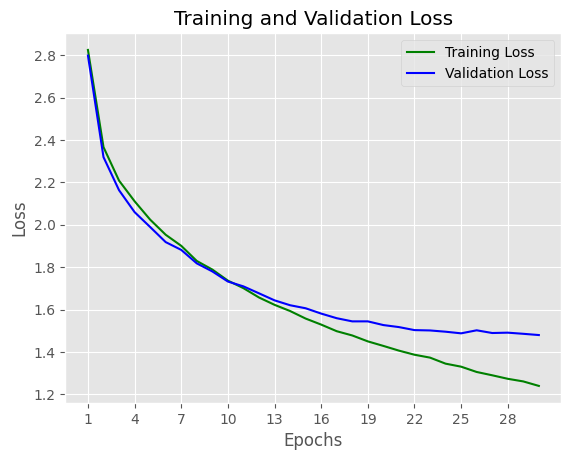 Training and Validation Loss
Training Loss
Validation Loss
2.8
2.6
2.4
2.2
2.0
1.8
1.6
1.4
1.2
Loss
1 4 7 10 13 16 19 22 25 28
Epochs